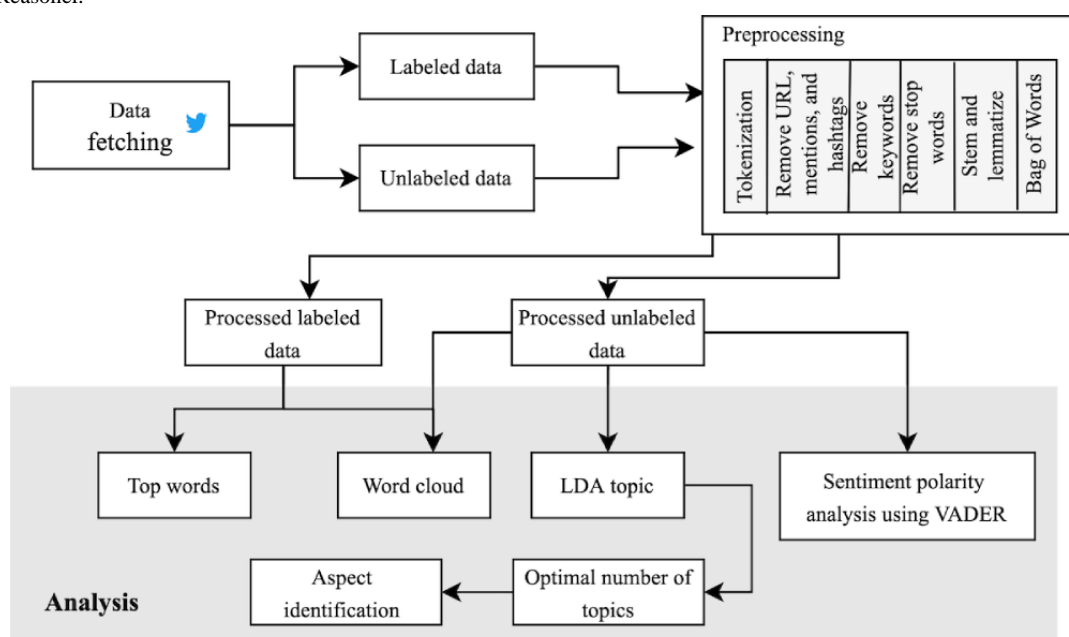 Reasoner.
Data
fetching
Labeled data
Unlabeled data
Preprocessing
Tokenization
Remove URL,
mentions, and
hashtags
Remove
keywords
Remove stop
words
Stem and
lemmatize
Bag of Words
Processed labeled
data
Processed unlabeled
data
Top words
Word cloud
LDA topic
Sentiment polarity
analysis using VADER
Aspect
identification
Optimal number of
topics
Analysis